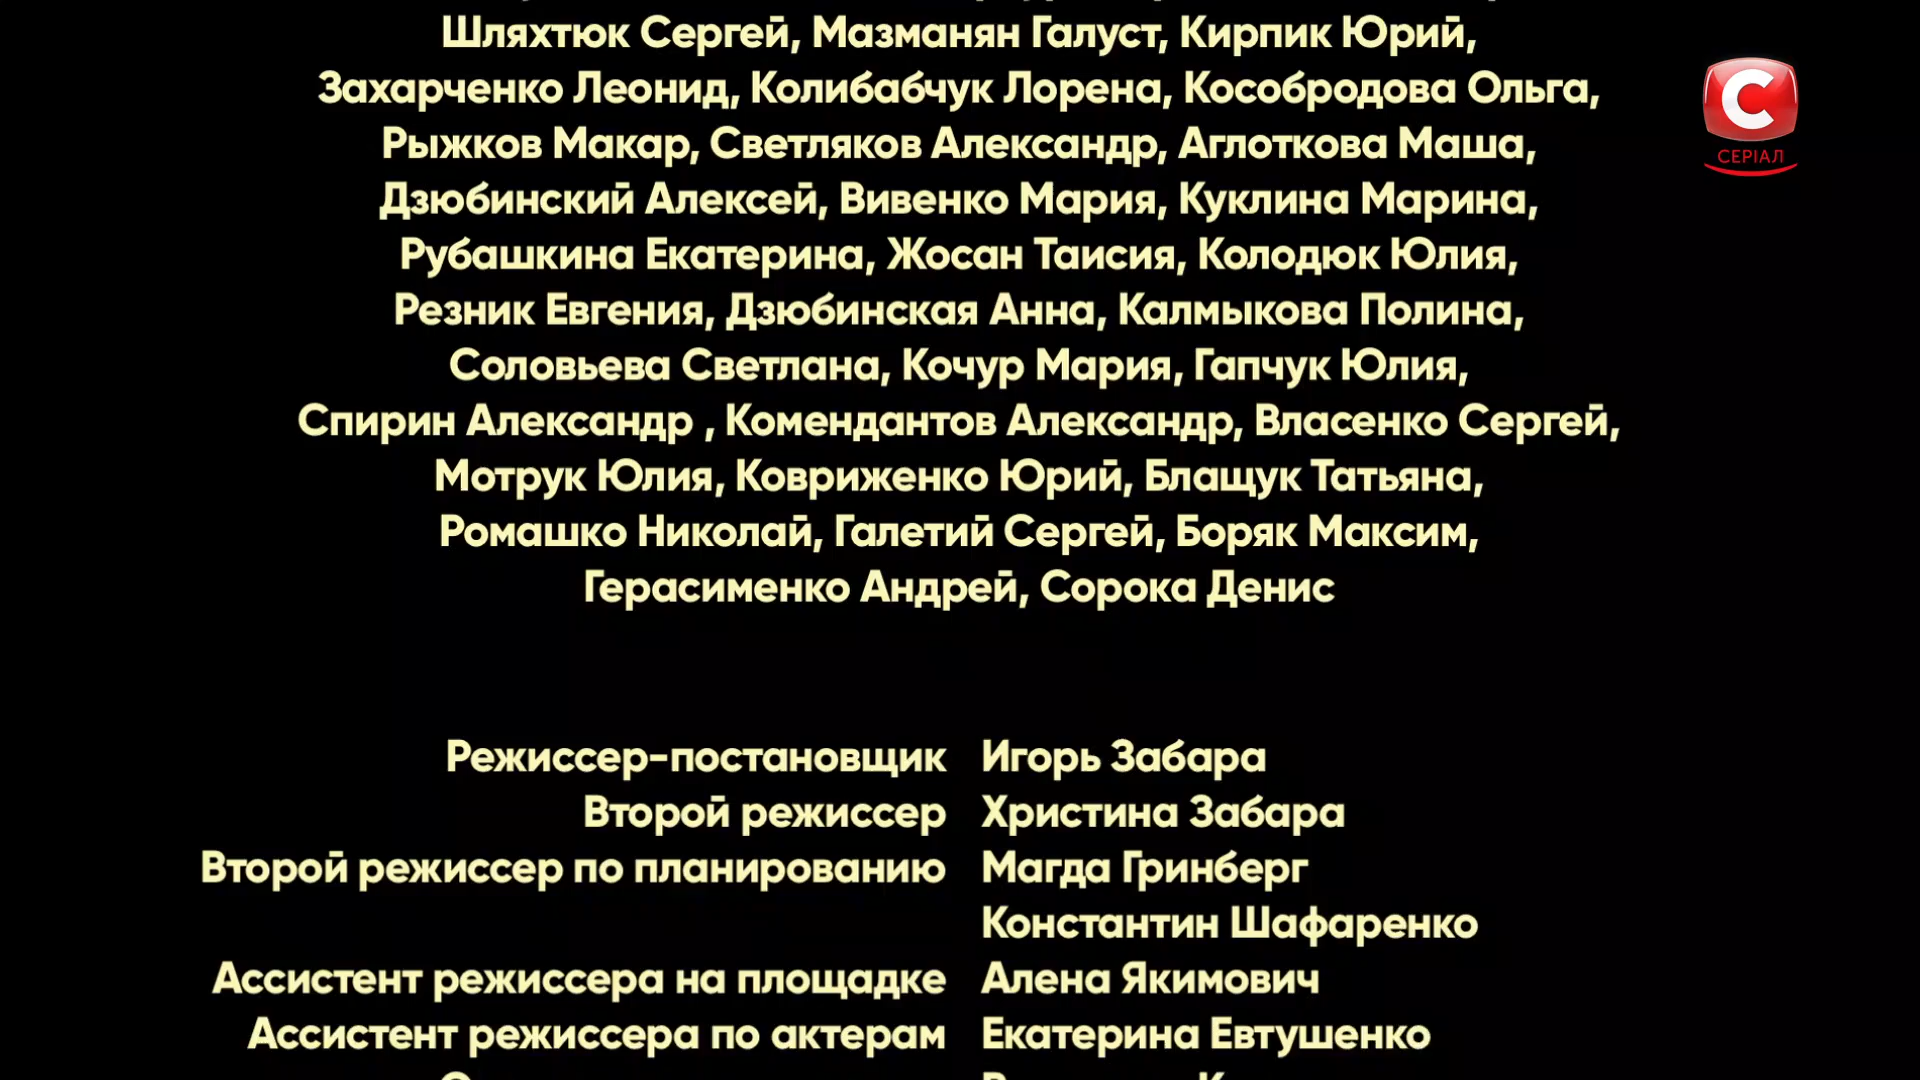 Шляхтюк Сергей, Мазманян Галуст, Кирпик Юрий,
Захарченко Леонид, Колибабчук Лорена, Кособродова Ольга,
Рыжков Макар, Светляков Александр, Аглоткова Маша,
Дзюбинский Алексей, Вивенко Мария, Куклина Марина,
Рубашкина Екатерина, Жосан Таисия, Колодюк Юлия,
Резник Евгения, Дзюбинская Анна, Калмыкова Полина,
Соловьева Светлана, Кочур Мария, Гапчук Юлия,
Спирин Александр , Комендантов Александр, Власенко Сергей,
Мотрук Юлия, Ковриженко Юрий, Блащук Татьяна,
Ромашко Николай, Галетий Сергей, Боряк Максим,
Герасименко Андрей, Сорока Денис
С
СЕРІАЛ
Режиссер-постановщик Игорь Забара
Второй режиссер Христина Забара
Второй режиссер по планированию Магда Гринберг
Константин Шафаренко
Ассистент режиссера на площадке Алена Якимович
Ассистент режиссера по актерам Екатерина Евтушенко